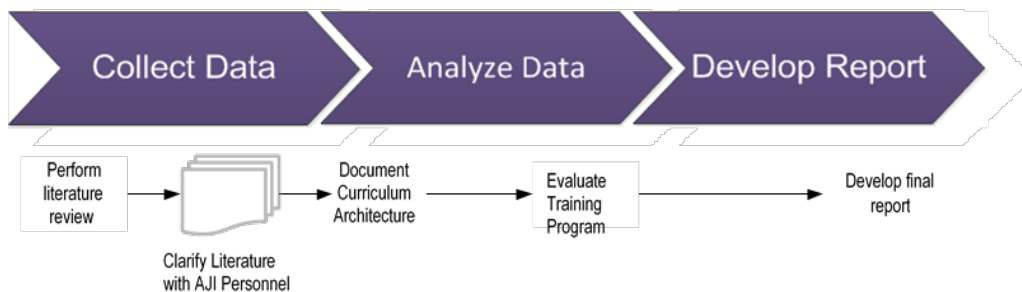 Collect Data
Analyze Data
Develop Report
Perform
literature
review
Clarify Literature
with AJI Personnel
Document
Curriculum
Architecture
Evaluate
Training
Program
Develop final
report